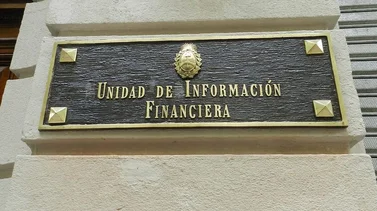 UNIDAD DE INFORMACIÓN
FINANCIERA